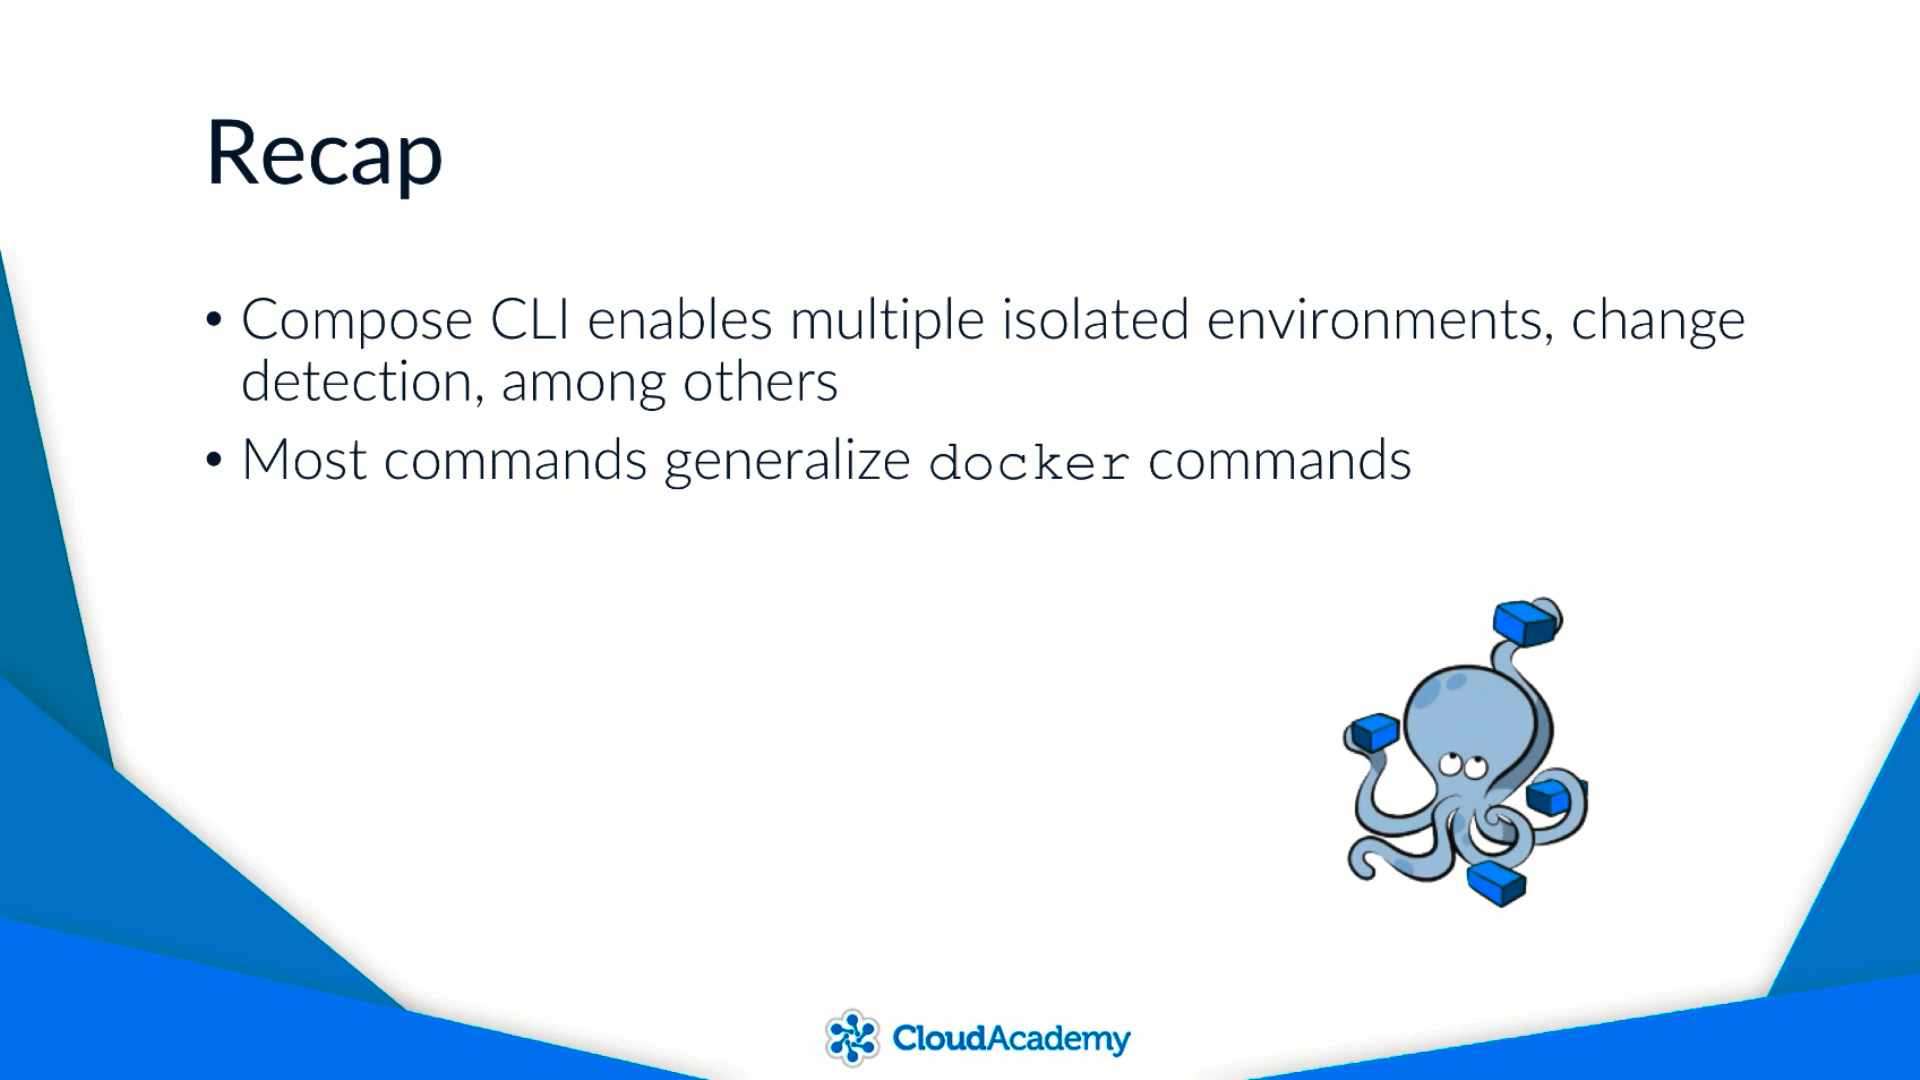 Recap
• Compose CLI enables multiple isolated environments, change
detection, among others
• Most commands generalize docker commands
CloudAcademy